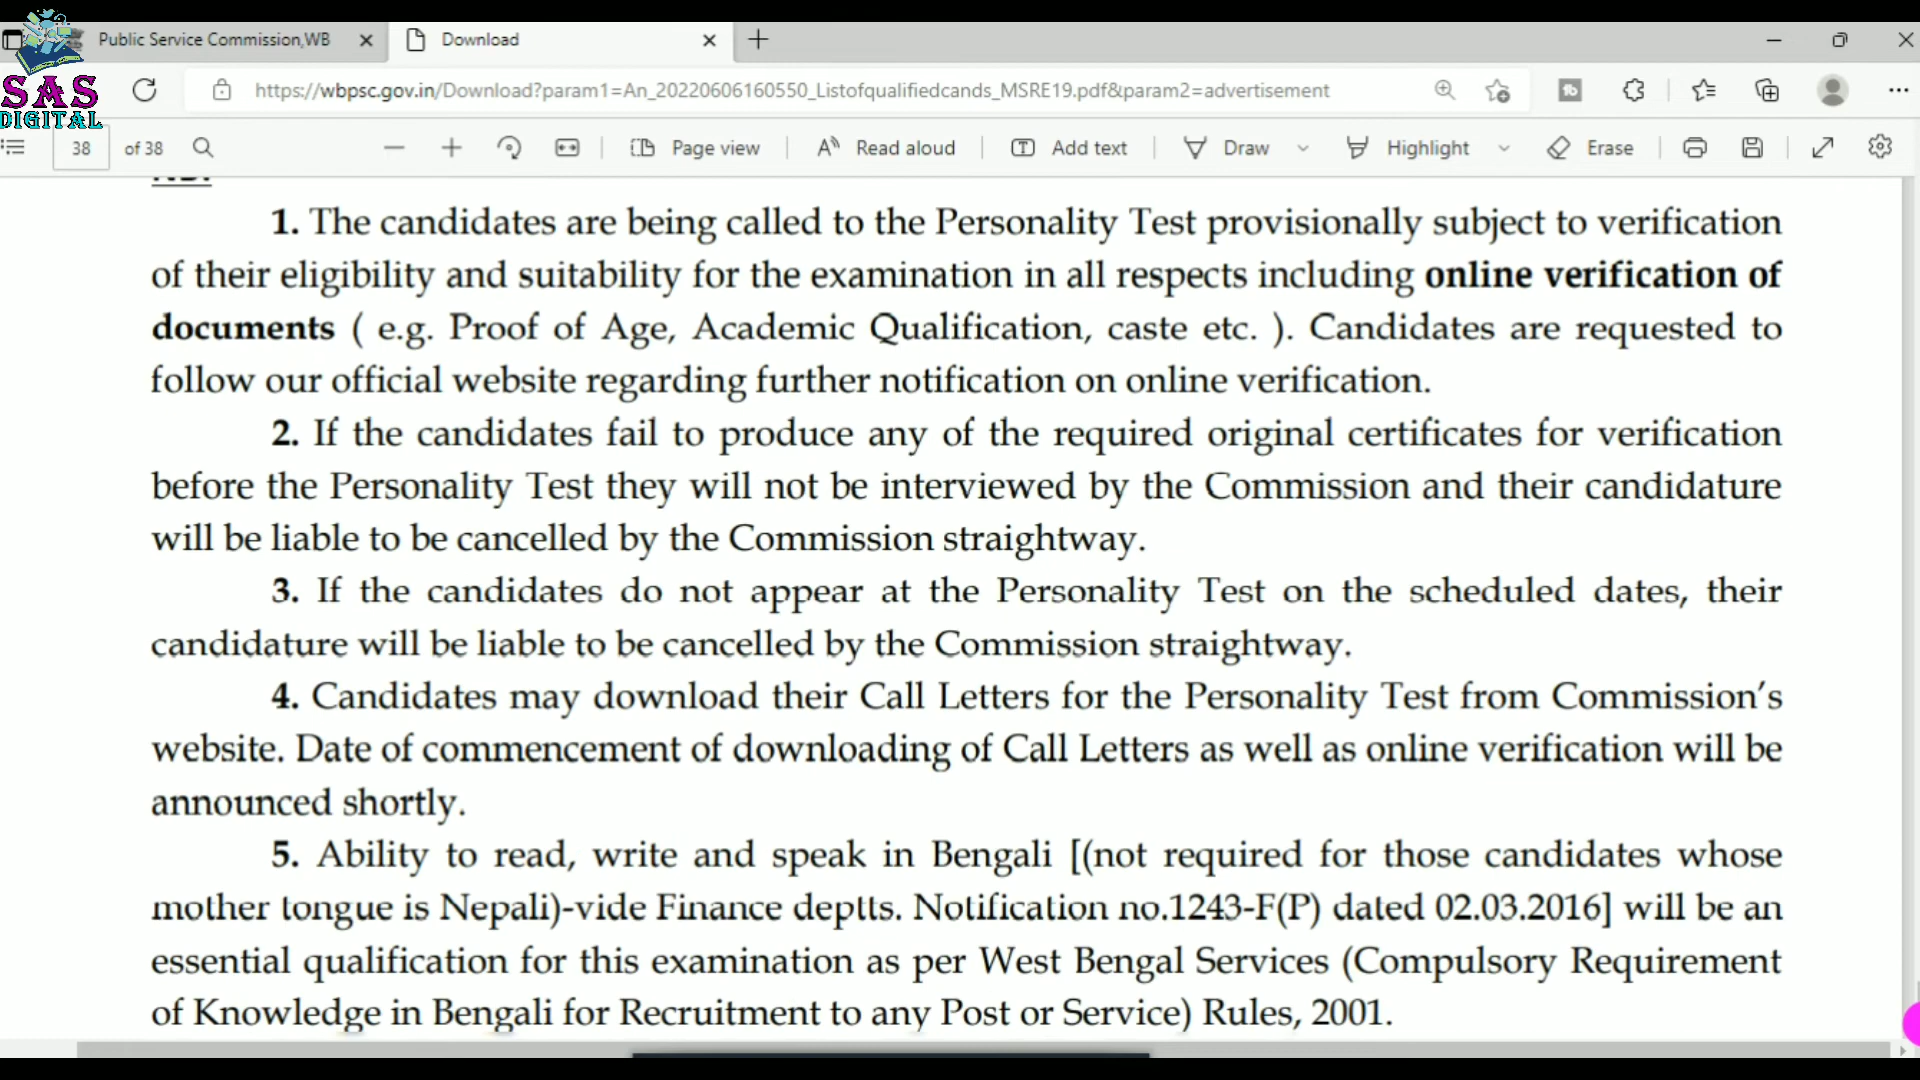 Public Service Commission,WB
Download
SAS
DIGITAL
https://wbpsc.gov.in/Download?param1=An_20220606160550_Listofqualifiedcands_MSRE19.pdf&param2=advertisement
38 of 38 Page view Read aloud Add text Draw Highlight Erase
1. The candidates are being called to the Personality Test provisionally subject to verification
of their eligibility and suitability for the examination in all respects including online verification of
documents ( e.g. Proof of Age, Academic Qualification, caste etc. ). Candidates are requested to
follow our official website regarding further notification on online verification.
2. If the candidates fail to produce any of the required original certificates for verification
before the Personality Test they will not be interviewed by the Commission and their candidature
will be liable to be cancelled by the Commission straightway.
3. If the candidates do not appear at the Personality Test on the scheduled dates, their
candidature will be liable to be cancelled by the Commission straightway.
4. Candidates may download their Call Letters for the Personality Test from Commission's
website. Date of commencement of downloading of Call Letters as well as online verification will be
announced shortly.
5. Ability to read, write and speak in Bengali [(not required for those candidates whose
mother tongue is Nepali)-vide Finance deptts. Notification no.1243-F(P) dated 02.03.2016] will be an
essential qualification for this examination as per West Bengal Services (Compulsory Requirement
of Knowledge in Bengali for Recruitment to any Post or Service) Rules, 2001.